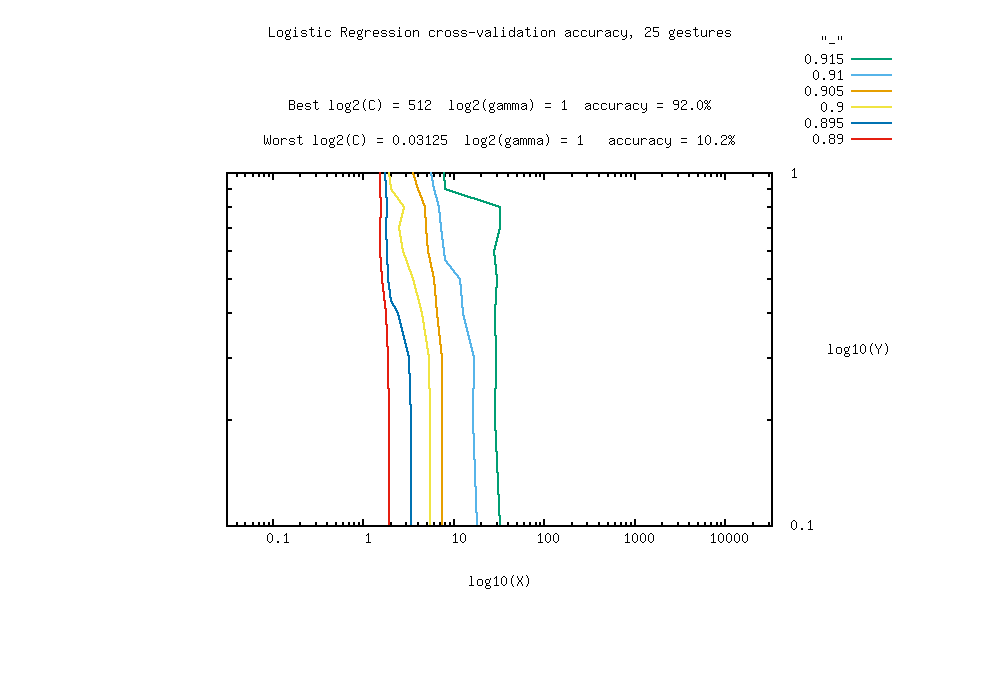 Logistic Regression cross-validation accuracy, 25 gestures
"_"
0.915
0.91
0.905
0.9
0.895
0.89
Best log2(C) = 512  log2(gamma) = 1  accuracy = 92.0%
Worst log2(C) = 0.03125  log2(gamma) = 1   accuracy = 10.2%
1
log10(Y)
0.1
0.1 1 10 100 1000 10000
log10(X)